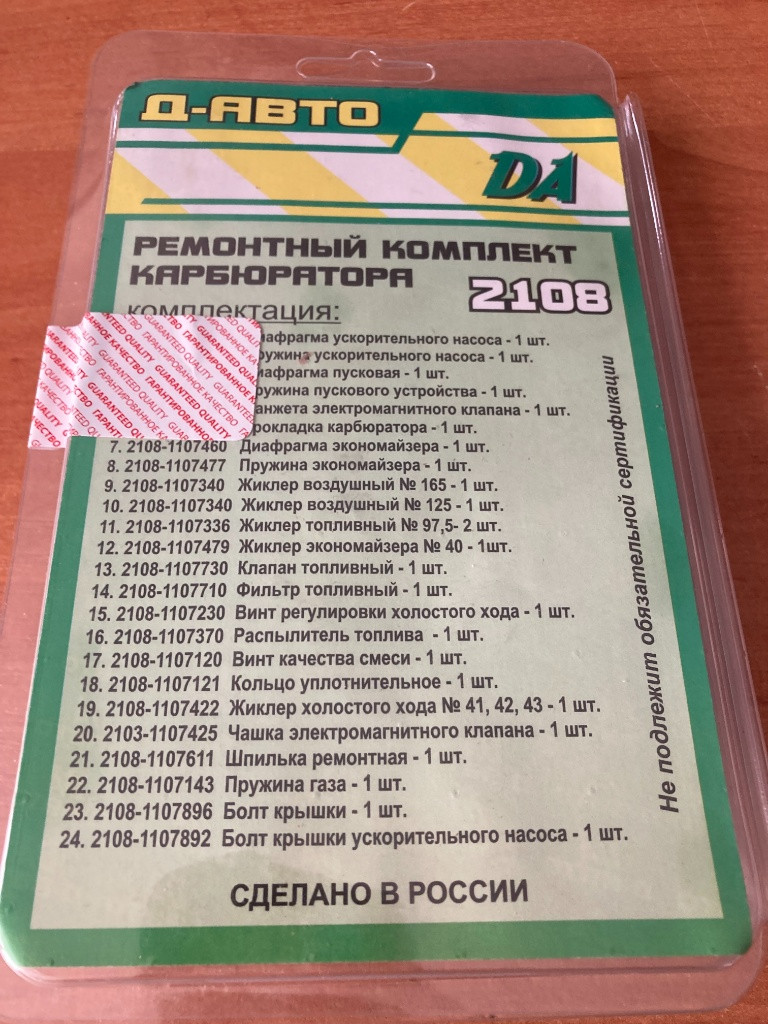 Д-АВТО
DA
РЕМОНТНЫЙ КОМПЛЕКТ
КАРБЮРАТОРА 2108
комплектация:
ускорительного насоса - 1 шт.
ускорительного насоса - 1 шт.
пусковая - 1 шт.
пускового устройства - 1 шт.
электромагнитного клапана - 1 шт.
карбюратора - 1 шт.
7. 2108-1107460 Диафрагма экономайзера - 1 шт.
8. 2108-1107477 Пружина экономайзера - 1 шт.
9. 2108-1107340 Жиклер воздушный № 165 - 1 шт.
10. 2108-1107340 Жиклер воздушный № 125 - 1 шт.
11. 2108-1107336 Жиклер топливный № 97,5- 2 шт.
12. 2108-1107479 Жиклер экономайзера № 40 - 1шт.
13. 2108-1107730 Клапан топливный - 1 шт.
14. 2108-1107710 Фильтр топливный - 1 шт.
15. 2108-1107230 Винт регулировки холостого хода - 1 шт.
16. 2108-1107370 Распылитель топлива - 1 шт.
17. 2108-1107120 Винт качества смеси - 1 шт.
18. 2108-1107121 Кольцо уплотнительное - 1 шт.
19. 2108-1107422 Жиклер холостого хода № 41, 42, 43 - 1 шт.
20. 2103-1107425 Чашка электромагнитного клапана - 1 шт.
21. 2108-1107611 Шпилька ремонтная - 1 шт.
22. 2108-1107143 Пружина газа - 1 шт.
23. 2108-1107896 Болт крышки - 1 шт.
24. 2108-1107892 Болт крышки ускорительного насоса - 1 шт.
СДЕЛАНО В РОССИИ
Не подлежит обязательной сертификации
GUARANTEED QUALITY
ГАРАНТИРОВАННОЕ КАЧЕСТВО